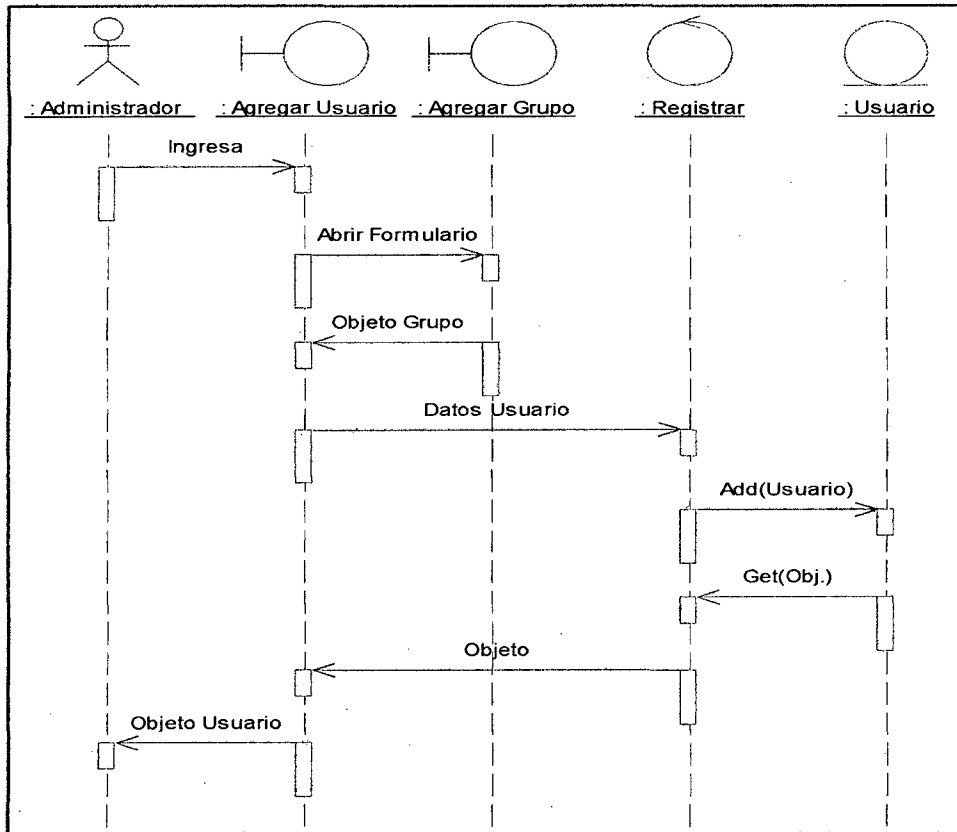 : Administrador
: Agregar Usuario
: Agregar Grupo
: Registrar
: Usuario
Ingresa
Abrir Formulario
Objeto Grupo
Datos Usuario
Add(Usuario)
Get(Obj.)
Objeto
Objeto Usuario